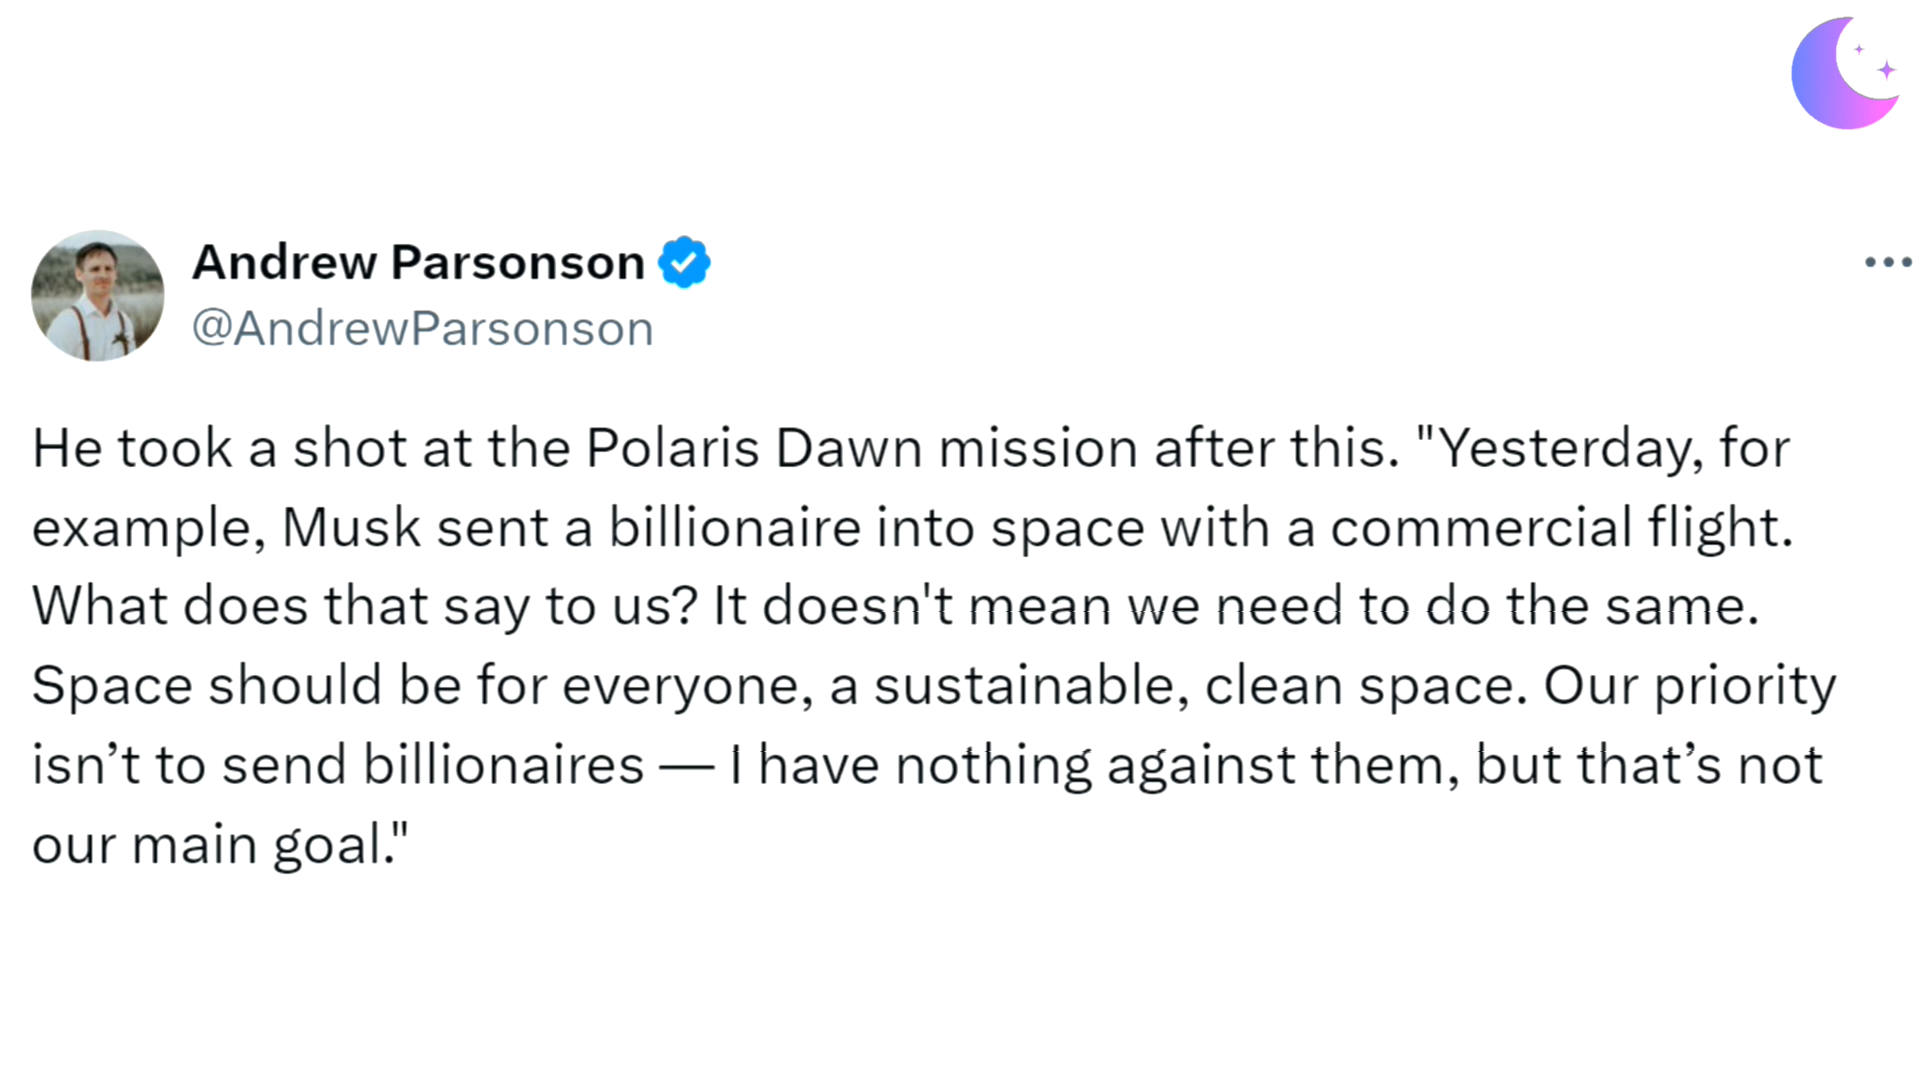 Andrew Parsonson
@AndrewParsonson
He took a shot at the Polaris Dawn mission after this. "Yesterday, for
example, Musk sent a billionaire into space with a commercial flight.
What does that say to us? It doesn't mean we need to do the same.
Space should be for everyone, a sustainable, clean space. Our priority
isn’t to send billionaires — I have nothing against them, but that’s not
our main goal."